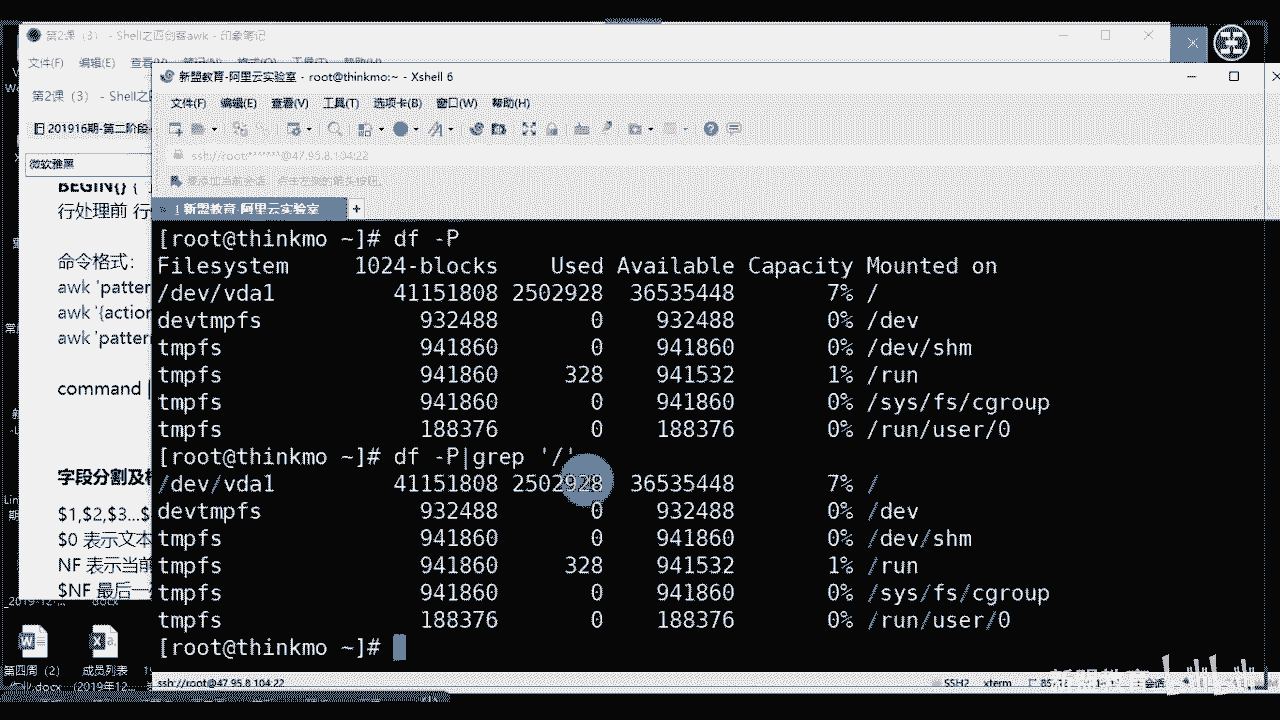 第2课（3） - Shell之四剑客awk - 印象笔记
文件(F) 编辑(E)
新盟教育-阿里云实验室 - root@thinkmo:~ - Xshell 6
文件(F) 编辑(E) 查看(V) 工具(T) 选项卡(B) 窗口(W) 帮助(H)
第2课（3） - Shell之
201916期-第二阶段
ssh://root:*******@47.95.8.104:22
微软雅黑
要添加当前会话，点击左侧的箭头按钮。
1 新盟教育-阿里云实验室
BEGIN{} {
行处理前 行
命令格式：
awk 'patter
awk '{action
awk 'patter
command |
字段分割及
$1,$2,$3...$
$0 表示文本
NF 表示当前
$NF 最后一
[root@thinkmo ~]# df -P
Filesystem 1024-blocks Used Available Capacity Mounted on
/dev/vda1 41151808 2502928 36535448 7% /
devtmpfs 932488 0 932488 0% /dev
tmpfs 941860 0 941860 0% /dev/shm
tmpfs 941860 328 941532 1% /run
tmpfs 941860 0 941860 0% /sys/fs/cgroup
tmpfs 188376 0 188376 0% /run/user/0
[root@thinkmo ~]# df -P|grep '/'
/dev/vda1 41151808 2502928 36535448 7% /
devtmpfs 932488 0 932488 0% /dev
tmpfs 941860 0 941860 0% /dev/shm
tmpfs 941860 328 941532 1% /run
tmpfs 941860 0 941860 0% /sys/fs/cgroup
tmpfs 188376 0 188376 0% /run/user/0
[root@thinkmo ~]#
第四周（2） 成员列表
作业.docx (2019年12...
ssh://root@47.95.8.104:22 SSH2 xterm